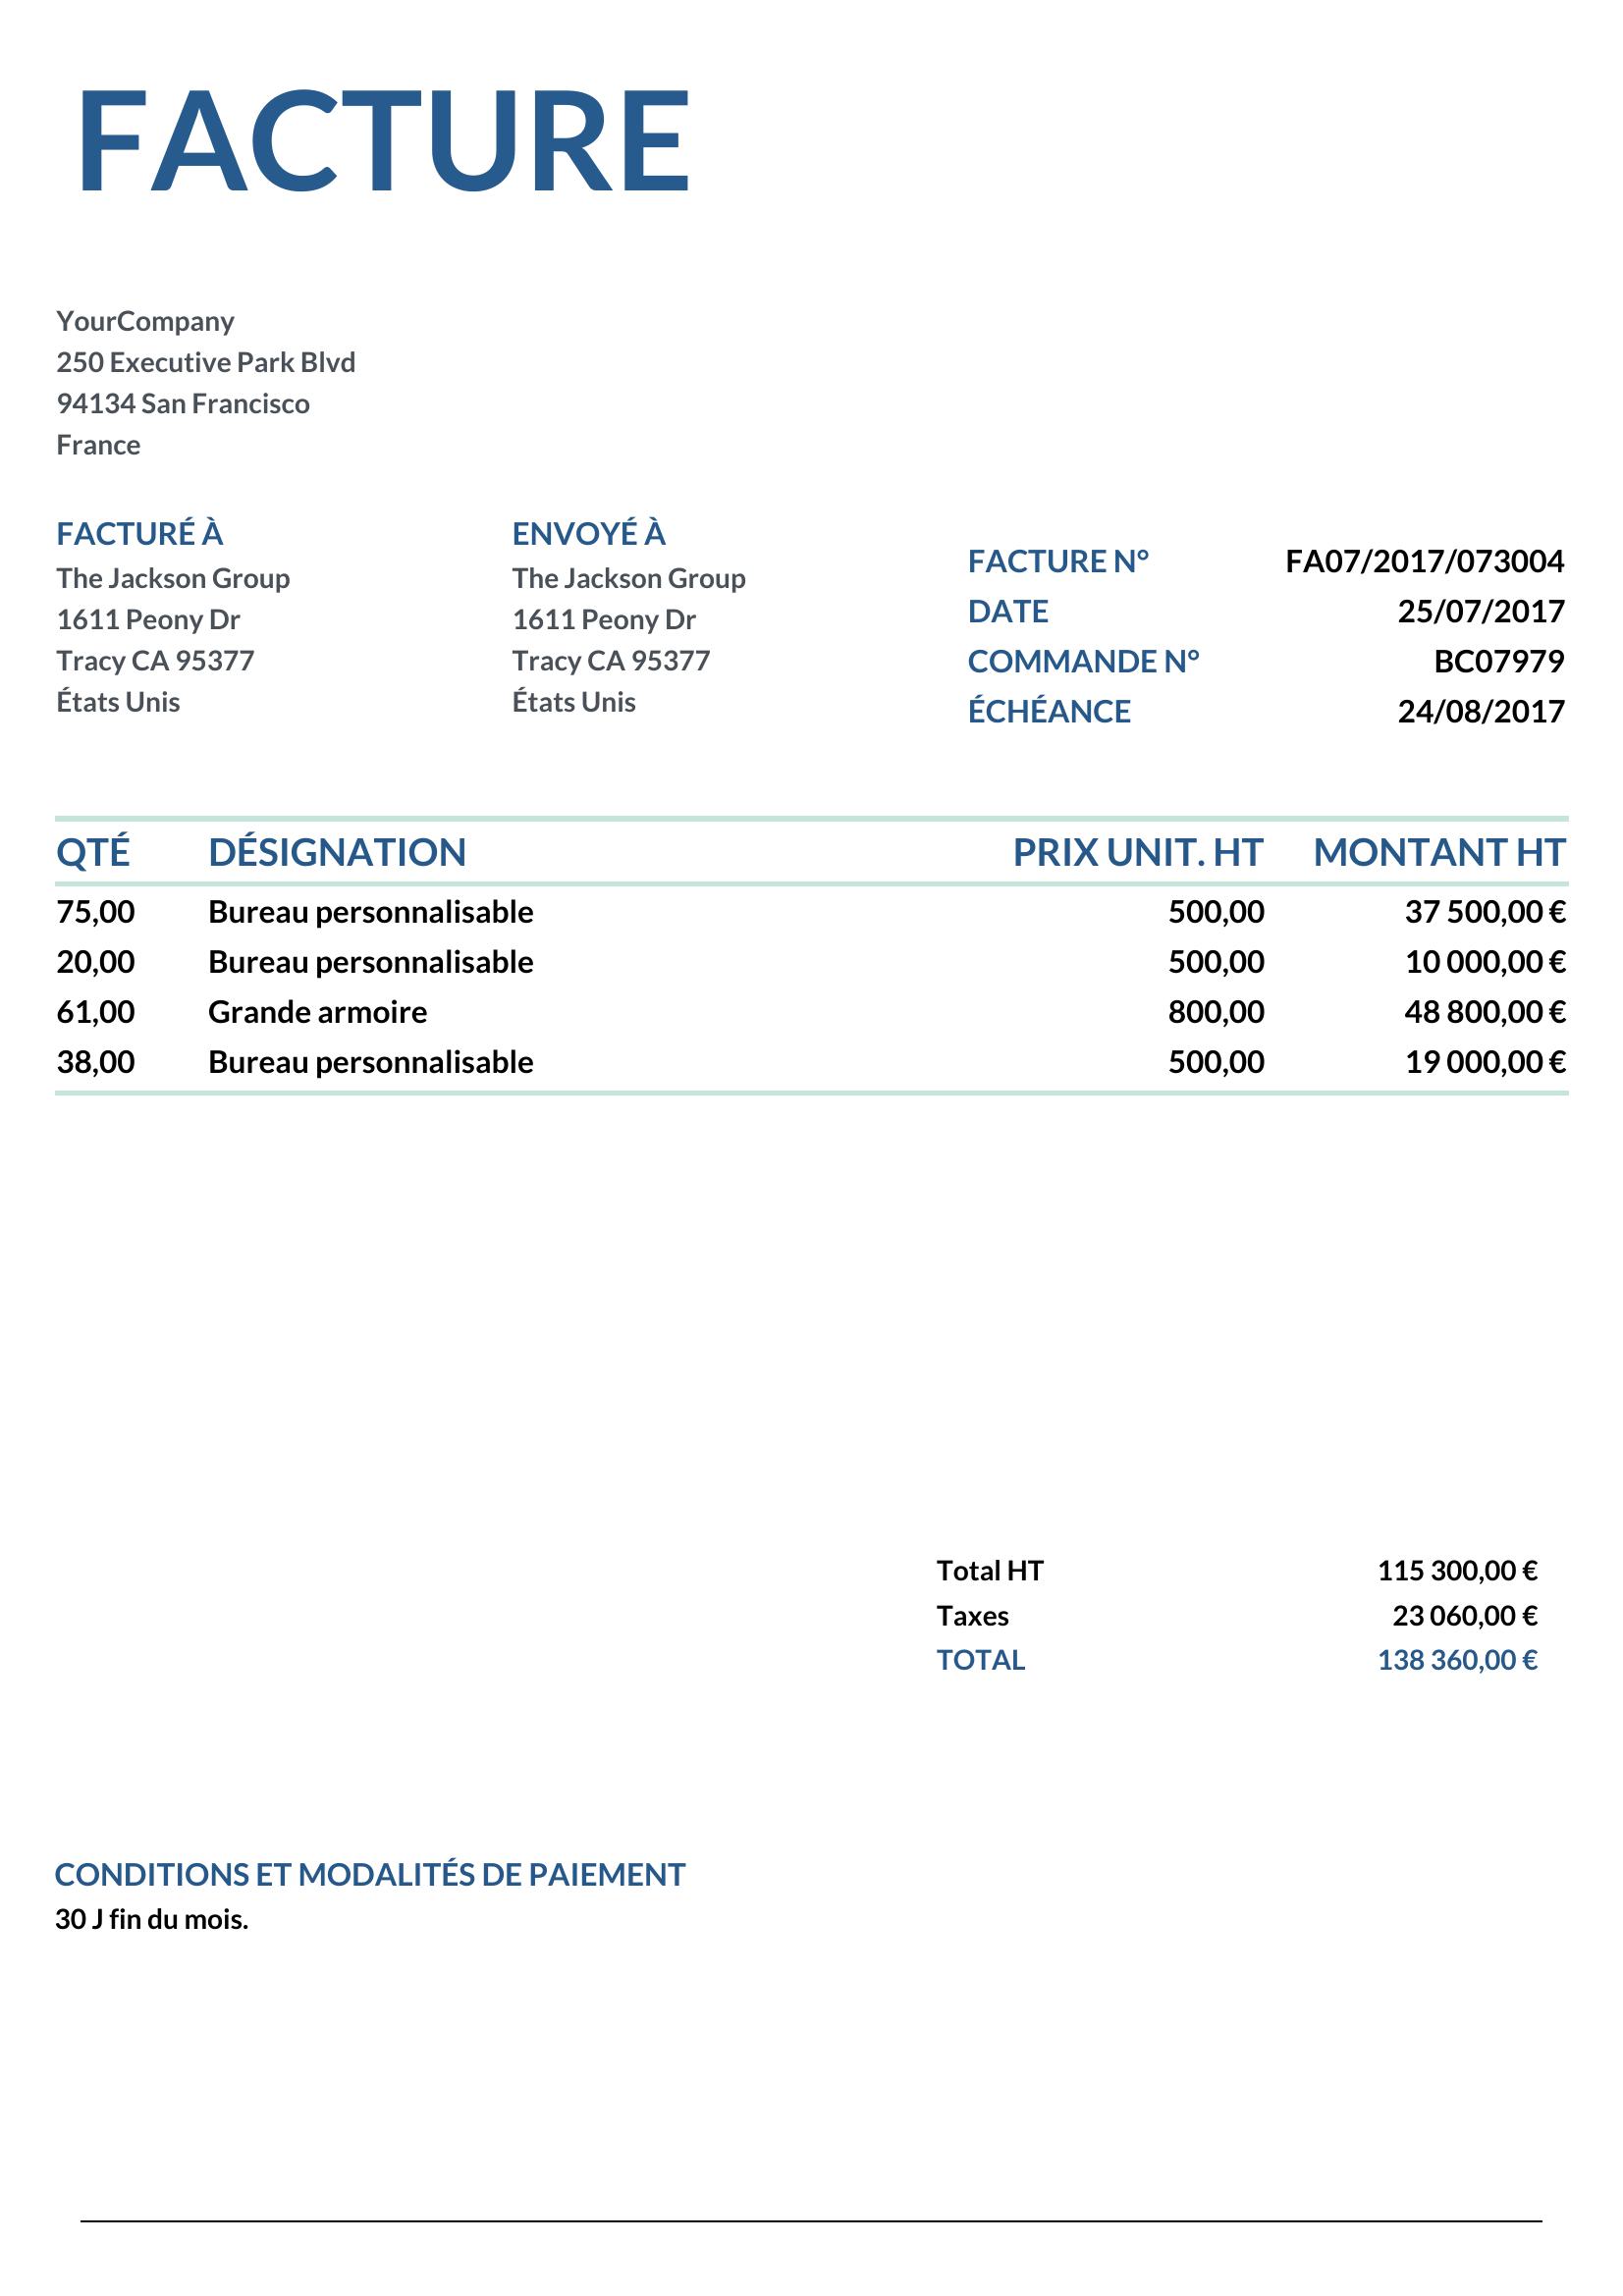 FACTURE
YourCompany
250 Executive Park Blvd
94134 San Francisco
France
FACTURÉ À
The Jackson Group
1611 Peony Dr
Tracy CA 95377
États Unis
ENVOYÉ À
The Jackson Group
1611 Peony Dr
Tracy CA 95377
États Unis
FACTURE N° FA07/2017/073004
DATE 25/07/2017
COMMANDE N° BC07979
ÉCHÉANCE 24/08/2017
QTÉ DÉSIGNATION PRIX UNIT. HT MONTANT HT
75,00 Bureau personnalisable 500,00 37 500,00 €
20,00 Bureau personnalisable 500,00 10 000,00 €
61,00 Grande armoire 800,00 48 800,00 €
38,00 Bureau personnalisable 500,00 19 000,00 €
Total HT 115 300,00 €
Taxes 23 060,00 €
TOTAL 138 360,00 €
CONDITIONS ET MODALITÉS DE PAIEMENT
30 J fin du mois.